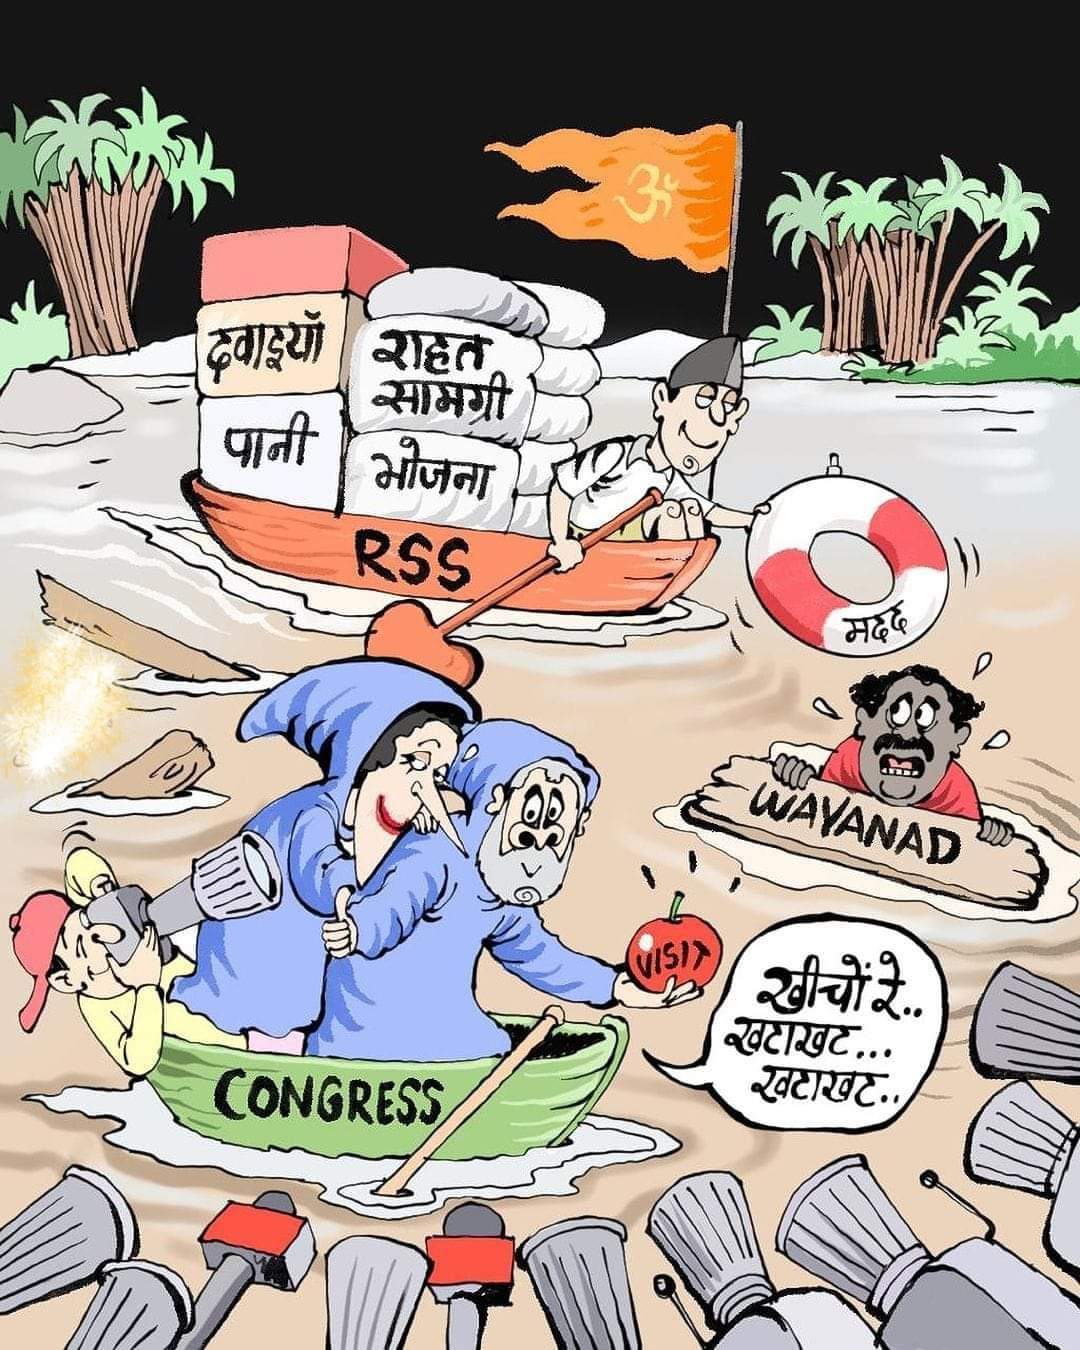 ॐ
दवाइयाँ
राहत
सामग्री
पानी
भोजना
RSS
मदद
WAYANAD
VISIT
खीचों रे..
खटाखट...
खटाखट..
CONGRESS